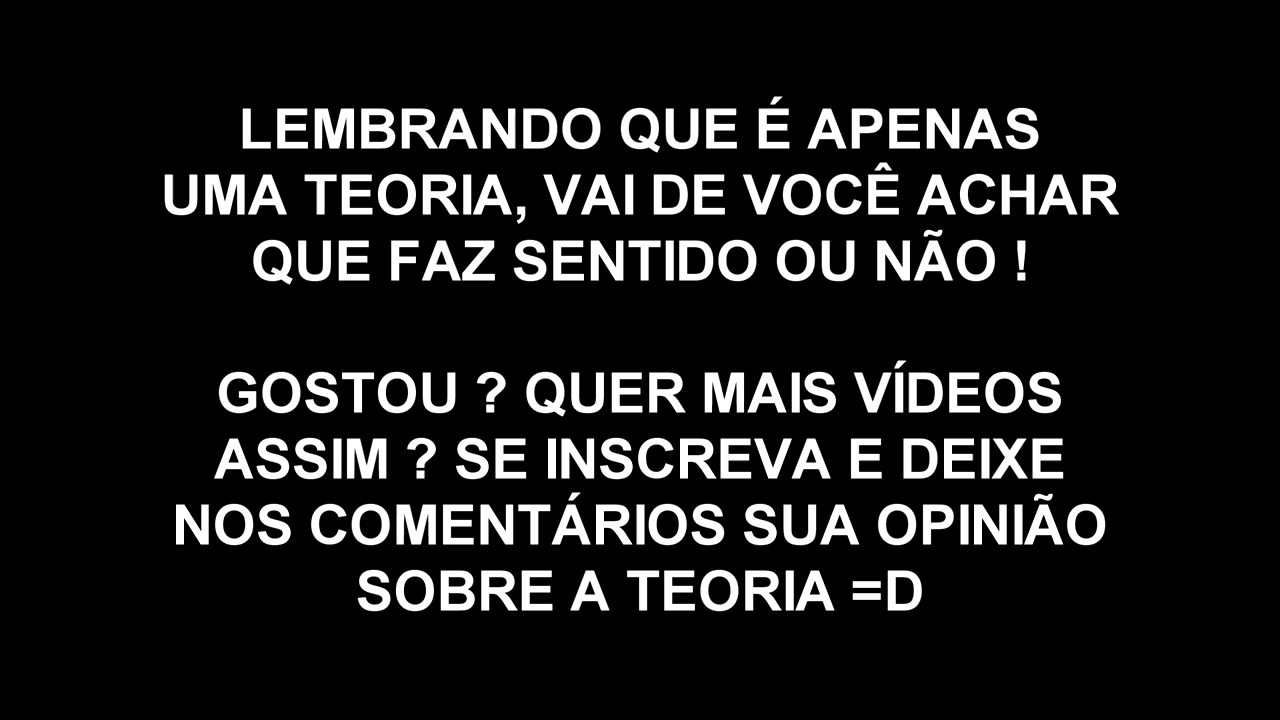 LEMBRANDO QUE É APENAS
UMA TEORIA, VAI DE VOCÊ ACHAR
QUE FAZ SENTIDO OU NÃO !
GOSTOU ? QUER MAIS VÍDEOS
ASSIM ? SE INSCREVA E DEIXE
NOS COMENTÁRIOS SUA OPINIÃO
SOBRE A TEORIA =D